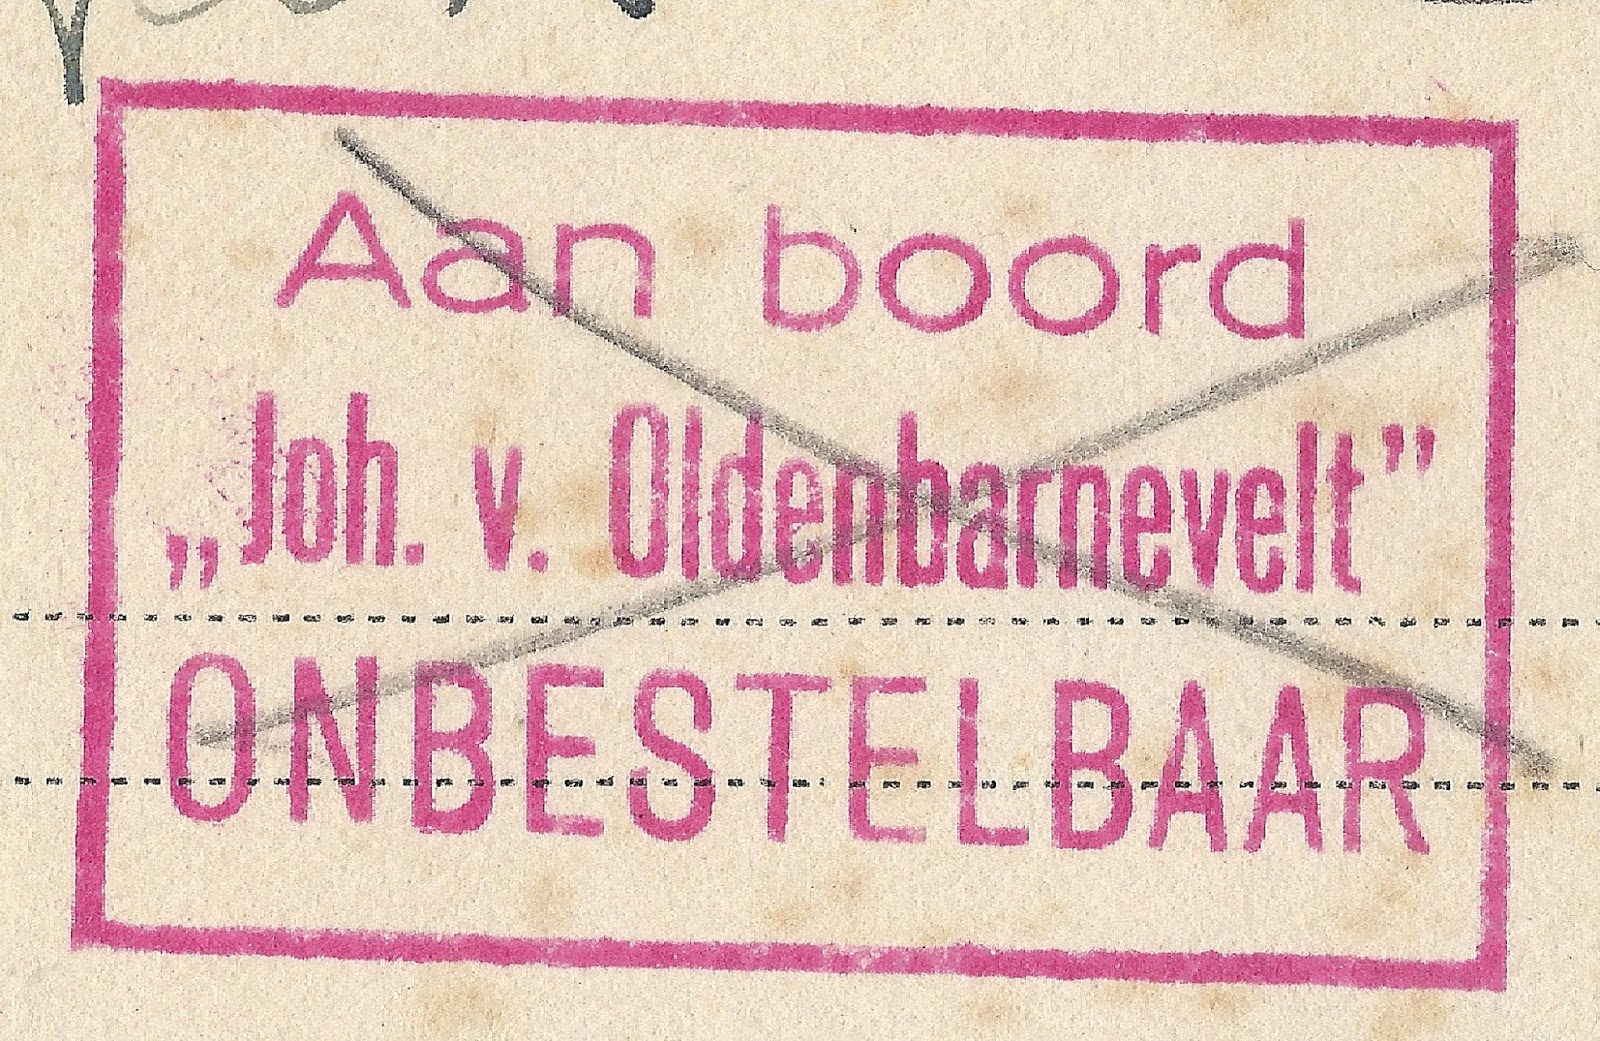 Aan boord
„Joh. v. Oldenbarnevelt”
ONBESTELBAAR